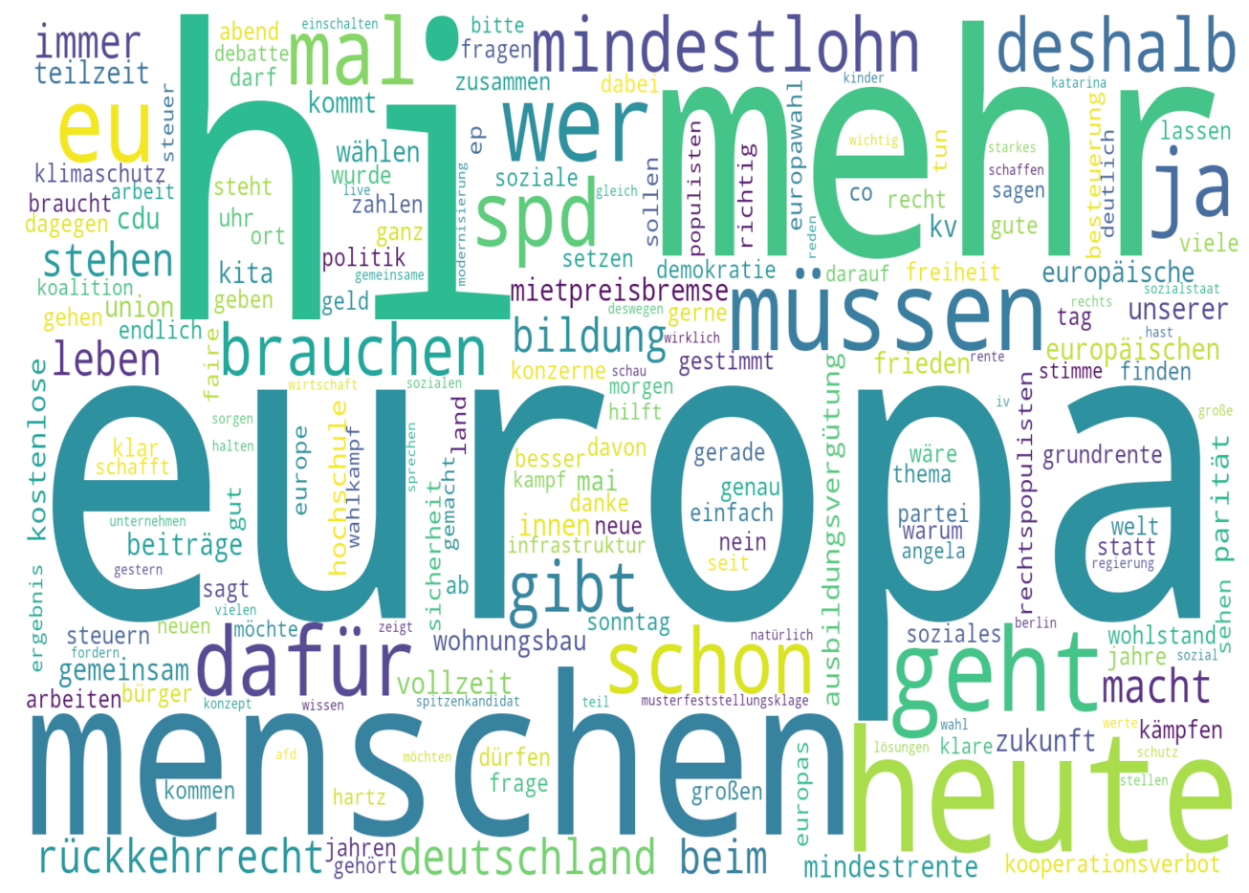 einschalten
immer
abend
mal
bitte
mindestlohn
deshalb
teilzeit
debatte
fragen
darf
zusammen
dabei
kinder
katarina
eu
steuer
hi
kommt
wer
mehr
ep
populisten
richtig
europawahl
wichtig
tun
starkes
besteuerung
deutlich
lassen
ja
klimaschutz
wählen
wurde
soziale
gleich
sollen
co
recht
schaffen
sagen
arbeit
steht
live
zahlen
spd
braucht
cdu
dagegen
uhr
ort
ganz
modernisierung
reden
kv
gute
viele
stehen
politik
setzen
demokratie
darauf
freiheit
europäische
koalition
kita
gemeinsame
union
geben
geld
mietpreisbremse
deswegen
gerne
müssen
rechts
sozialstaat
unserer
gehen
endlich
tag
brauchen
bildung
wirklich
hast
leben
faire
gestimmt
frieden
rente
europäischen
konzerne
schau
stimme
finden
kostenlose
wirtschaft
sozialen
morgen
ausbildungsvergütung
iv
europa
sorgen
hilft
große
land
klar
halten
europe
hochschule
wahlkampf
sprechen
besser
davon
gerade
wäre
grundrente
schafft
kampf
mai
genau
thema
rechtspopulisten
parität
gut
gemacht
danke
einfach
partei
welt
unternehmen
innen
neue
nein
warum
statt
beiträge
infrastruktur
angela
regierung
gestern
seit
sicherheit
ab
gibt
sagt
ergebnis
vielen
sehen
neuen
möchte
zeigt
sonntag
berlin
steuern
dafür
wohnungsbau
natürlich
soziales
wohlstand
fordern
schon
geht
jahre
sozial
gemeinsam
vollzeit
macht
arbeiten
bürger
konzept
wissen
spitzenkandidat
teil
musterfeststellungsklage
menschen
wahl
werte
kämpfen
afd
möchten
dürfen
europas
lösungen
klare
zukunft
schutz
kommen
hartz
frage
großen
heute
stellen
rückkehrrecht
jahren
gehört
deutschland
beim
mindestrente
kooperationsverbot